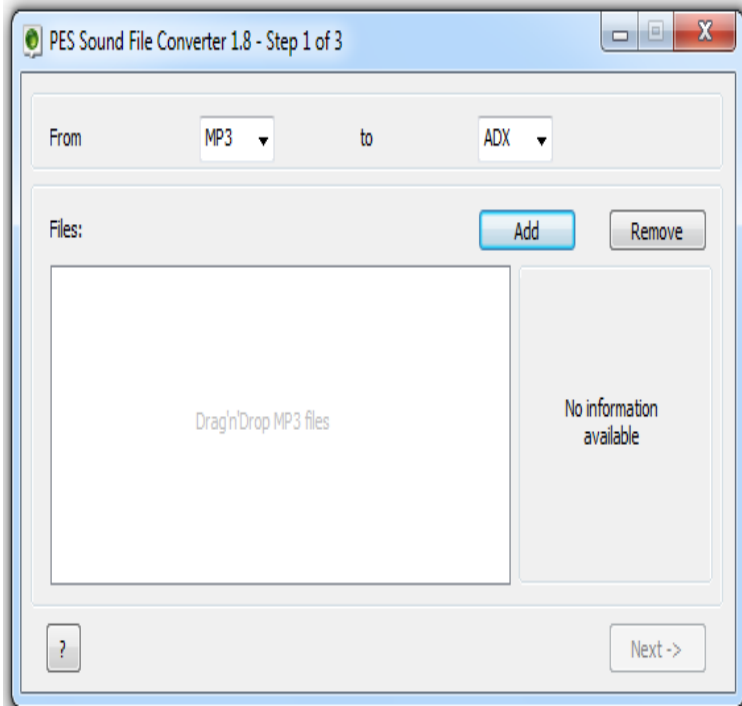 PES Sound File Converter 1.8 - Step 1 of 3
X
From MP3 to ADX
Files: Add Remove
Drag'n'Drop MP3 files
No information
available
? Next ->